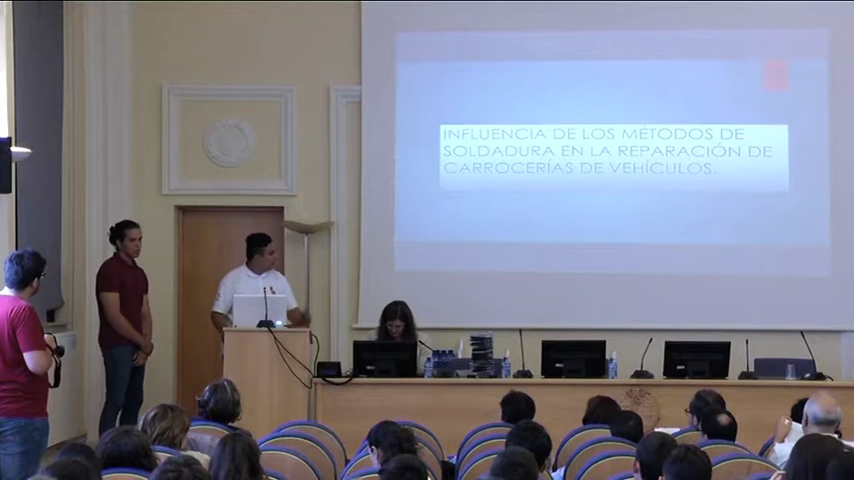 INFLUENCIA DE LOS MÉTODOS DE
SOLDADURA EN LA REPARACIÓN DE
CARROCERÍAS DE VEHÍCULOS.